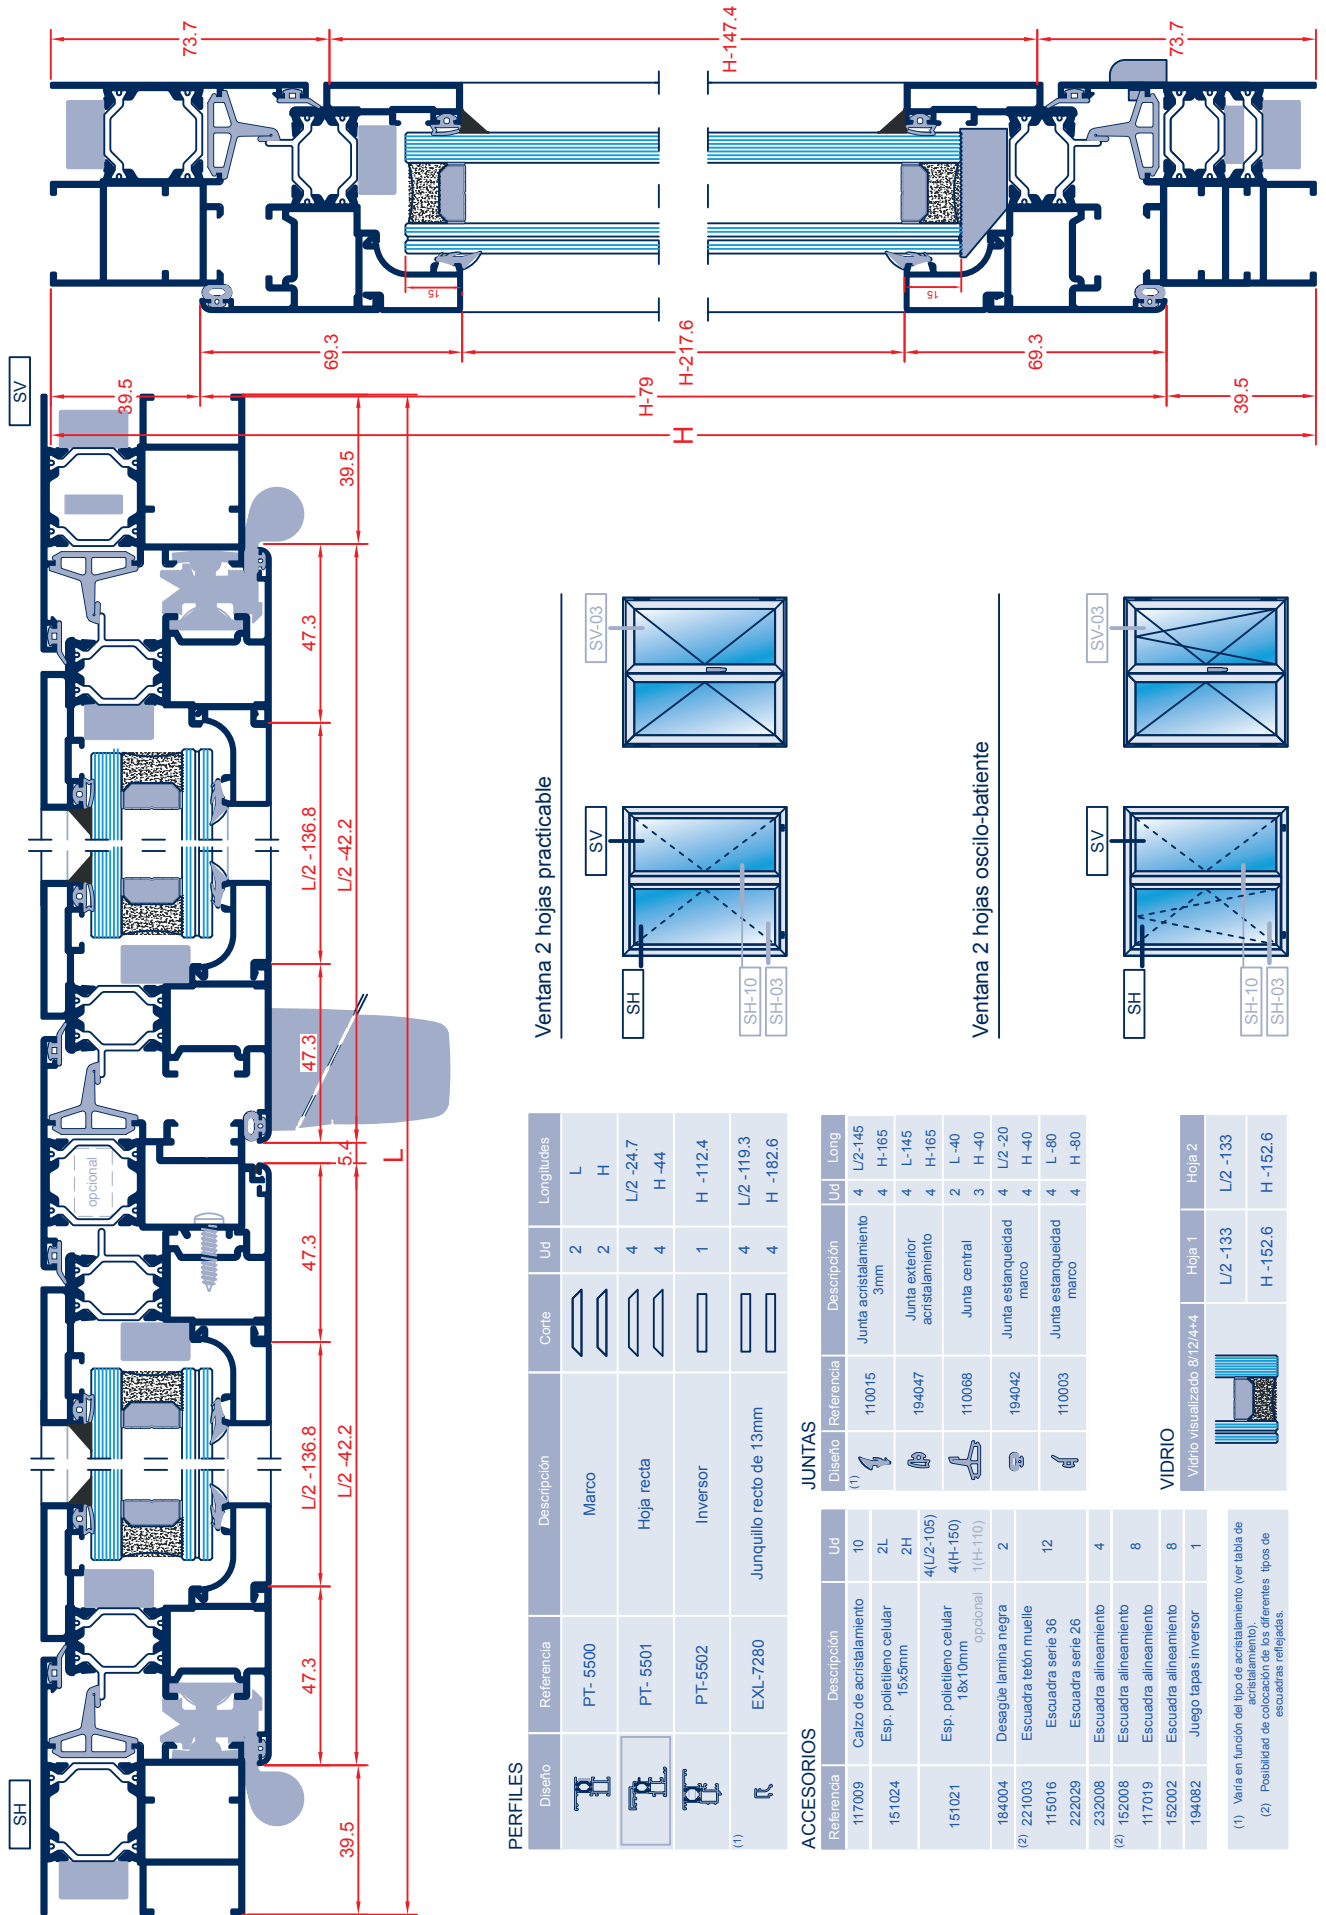 SH
SV
opcional
39.5
47.3
L/2 -136.8
47.3
5.4
47.3
L/2 -136.8
47.3
39.5
L/2 -42.2
L/2 -42.2
L
73.7
H-147.4
73.7
15
15
69.3
H-217.6
69.3
39.5
H-79
39.5
H
PERFILES
Diseño Referencia Descripción Corte Ud Longitudes
PT- 5500 Marco 2 L
2 H
PT- 5501 Hoja recta 4 L/2 -24.7
4 H -44
PT-5502 Inversor 1 H -112.4
(1) EXL-7280 Junquillo recto de 13mm 4 L/2 -119.3
4 H -182.6
Ventana 2 hojas practicable
SH
SV
SV-03
SH-10
SH-03
Ventana 2 hojas oscilo-batiente
SH
SV
SV-03
SH-10
SH-03
ACCESORIOS
Referencia Descripción Ud
117009 Calzo de acristalamiento 10
151024 Esp. polietileno celular 15x5mm 2L
2H
151021 Esp. polietileno celular 18x10mm 4(L/2-105)
4(H-150)
opcional 1(H-110)
184004 Desagüe lamina negra 2
(2) 221003 Escuadra tetón muelle
115016 Escuadra serie 36 12
222029 Escuadra serie 26
232008 Escuadra alineamiento 4
(2) 152008 Escuadra alineamiento
117019 Escuadra alineamiento 8
152002 Escuadra alineamiento 8
194082 Juego tapas inversor 1
(1) Varía en función del tipo de acristalamiento (ver tabla de
acristalamiento).
(2) Posibilidad de colocación de los diferentes tipos de
escuadras reflejadas.
JUNTAS
Diseño Referencia Descripción Ud Long
(1) 110015 Junta acristalamiento 3mm 4 L/2-145
4 H-165
194047 Junta exterior acristalamiento 4 L-145
4 H-165
110068 Junta central 2 L -40
3 H -40
194042 Junta estanqueidad marco 4 L/2 -20
4 H -40
110003 Junta estanqueidad marco 4 L -80
4 H -80
VIDRIO
Vidrio visualizado 8/12/4+4 Hoja 1 Hoja 2
L/2 -133 L/2 -133
H -152.6 H -152.6